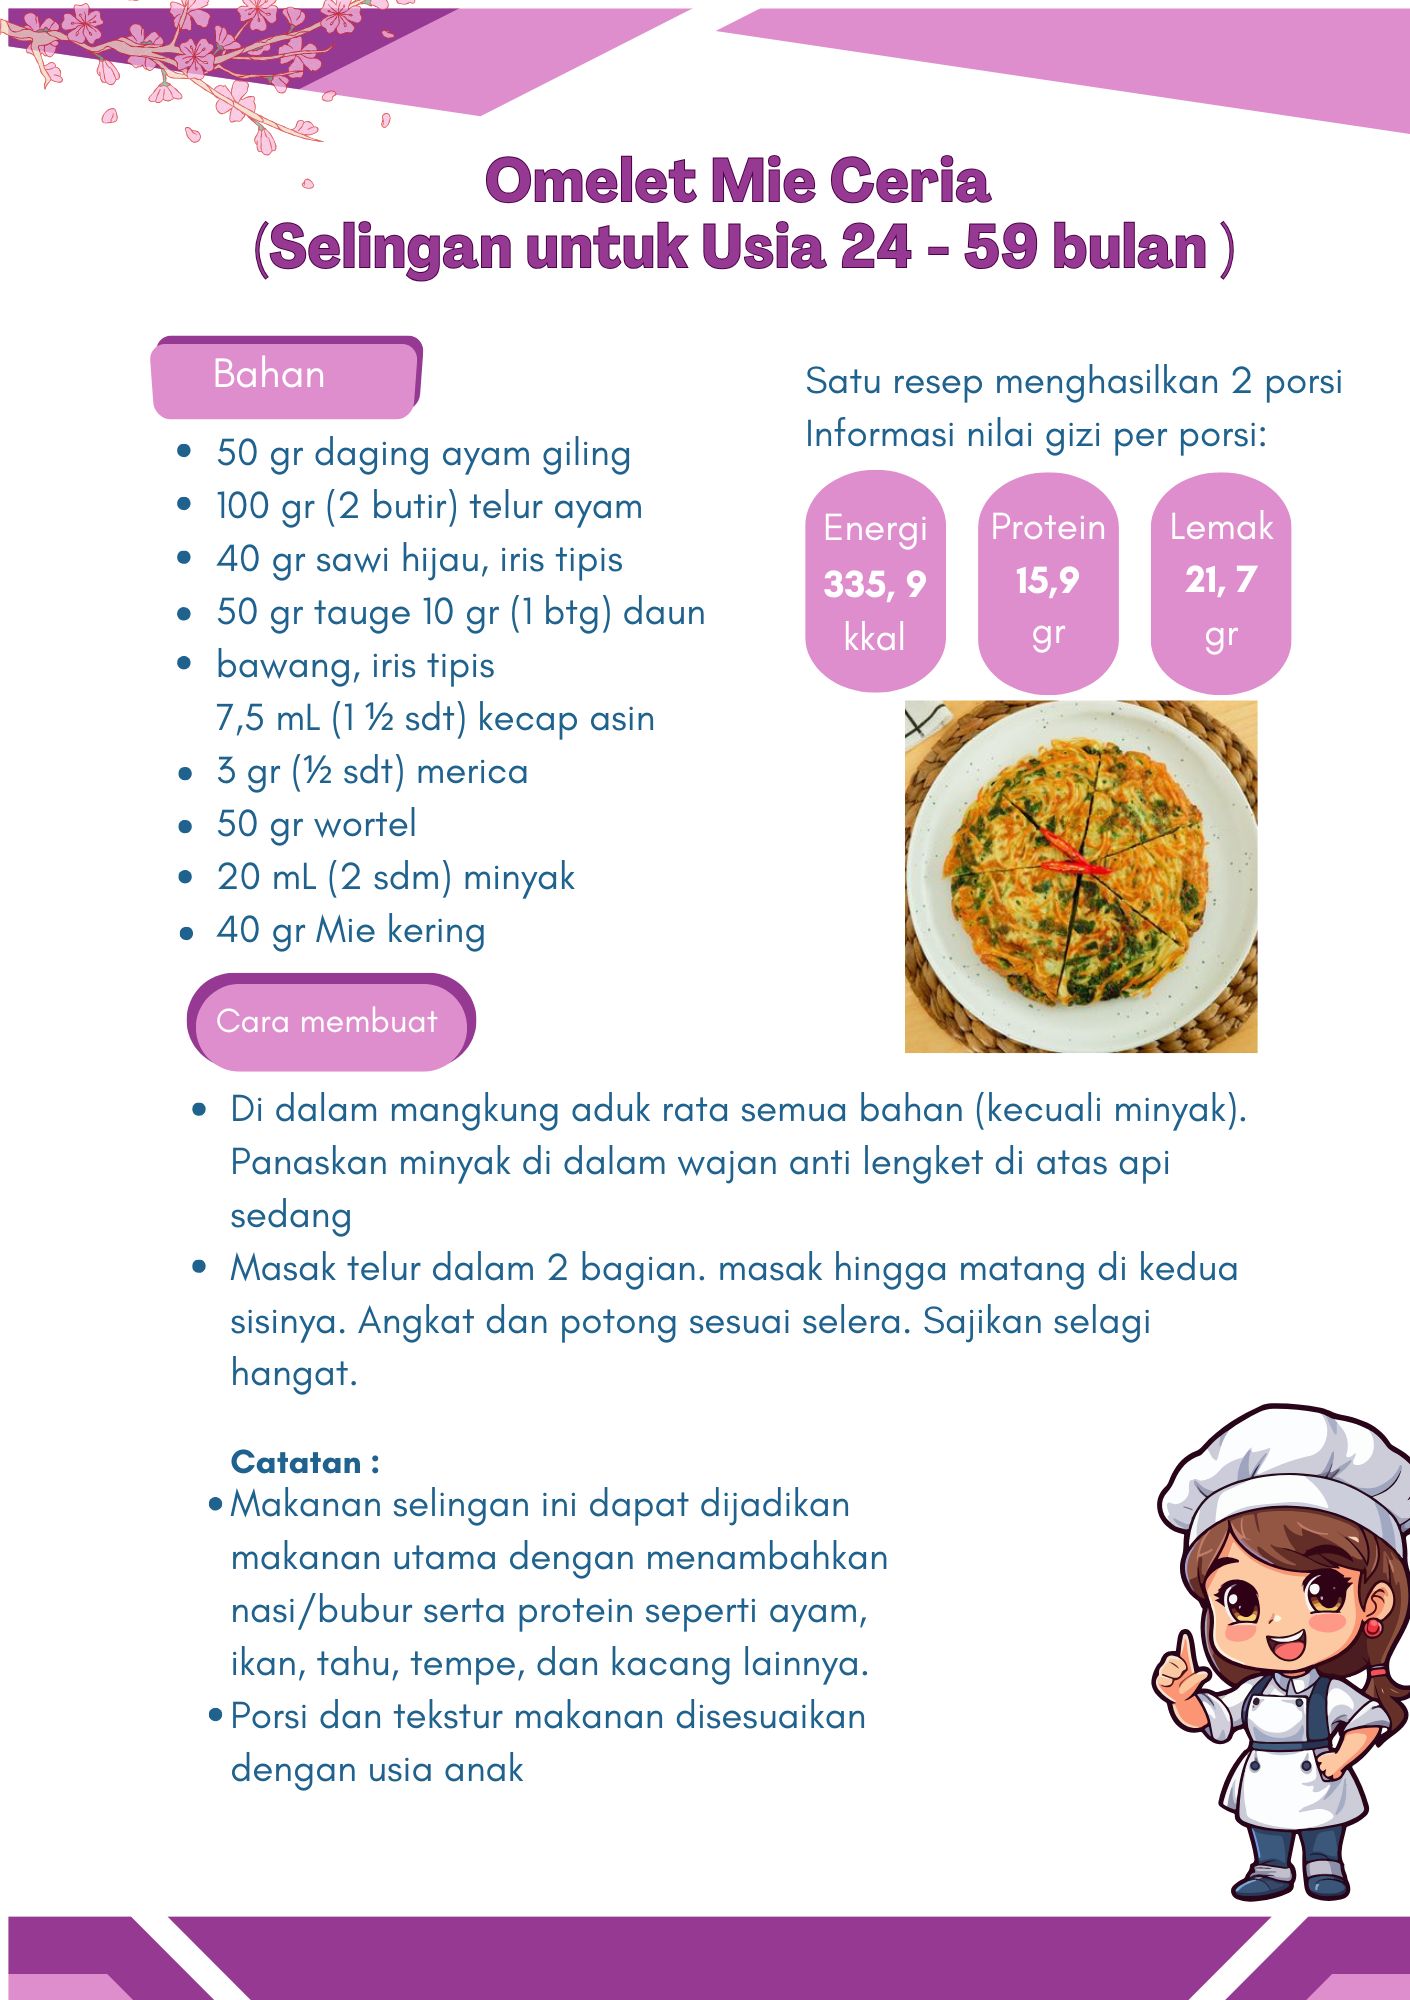 Omelet Mie Ceria
(Selingan untuk Usia 24 - 59 bulan )
Bahan
• 50 gr daging ayam giling
• 100 gr (2 butir) telur ayam
• 40 gr sawi hijau, iris tipis
• 50 gr tauge 10 gr (1 btg) daun
• bawang, iris tipis
7,5 mL (1 ½ sdt) kecap asin
• 3 gr (½ sdt) merica
• 50 gr wortel
• 20 mL (2 sdm) minyak
• 40 gr Mie kering
Satu resep menghasilkan 2 porsi
Informasi nilai gizi per porsi:
Energi
335, 9
kkal
Protein
15,9
gr
Lemak
21, 7
gr
Cara membuat
• Di dalam mangkung aduk rata semua bahan (kecuali minyak).
Panaskan minyak di dalam wajan anti lengket di atas api
sedang
• Masak telur dalam 2 bagian. masak hingga matang di kedua
sisinya. Angkat dan potong sesuai selera. Sajikan selagi
hangat.
Catatan :
• Makanan selingan ini dapat dijadikan
makanan utama dengan menambahkan
nasi/bubur serta protein seperti ayam,
ikan, tahu, tempe, dan kacang lainnya.
• Porsi dan tekstur makanan disesuaikan
dengan usia anak